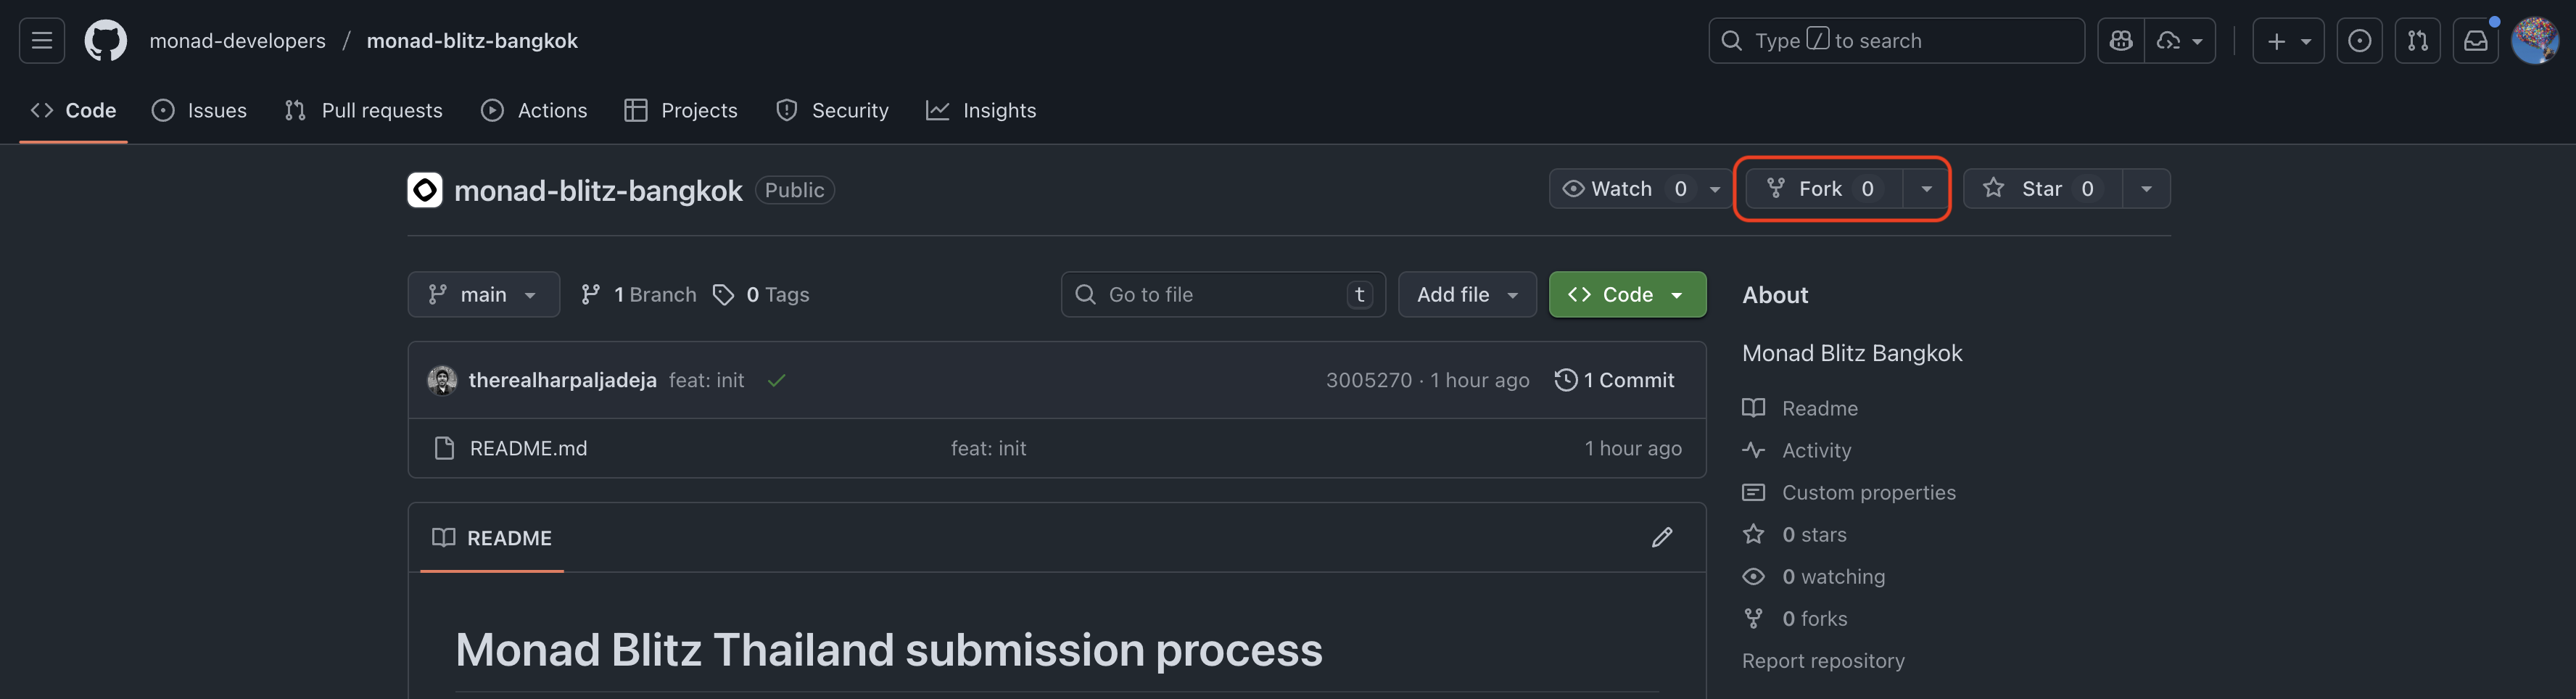 monad-developers / monad-blitz-bangkok
Type / to search
Code Issues Pull requests Actions Projects Security Insights
monad-blitz-bangkok Public
Watch 0 Fork 0 Star 0
main 1 Branch 0 Tags
Go to file t Add file Code
About
Monad Blitz Bangkok
therealharpaljadeja feat: init
3005270 · 1 hour ago 1 Commit
README.md feat: init 1 hour ago
Readme
Activity
Custom properties
0 stars
0 watching
0 forks
Report repository
README
Monad Blitz Thailand submission process